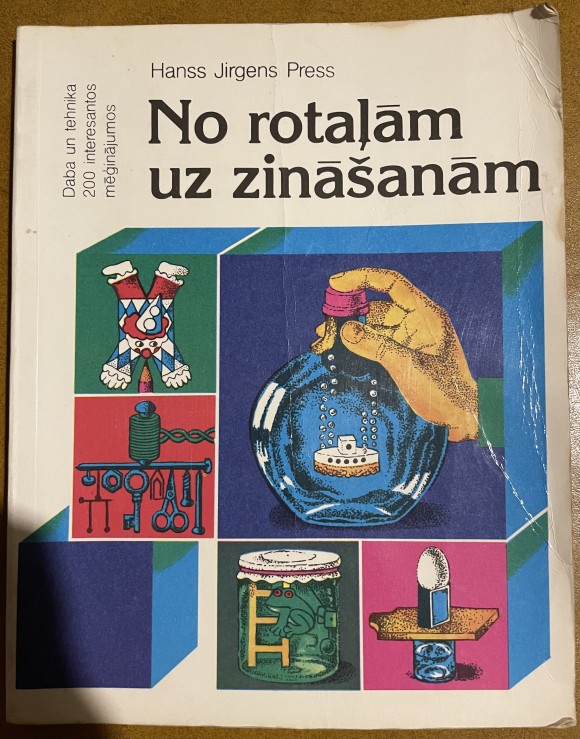 Hanss Jirgens Press
No rotaļām
uz zināšanām
Daba un tehnika
200 interesantos
mēģinājumos